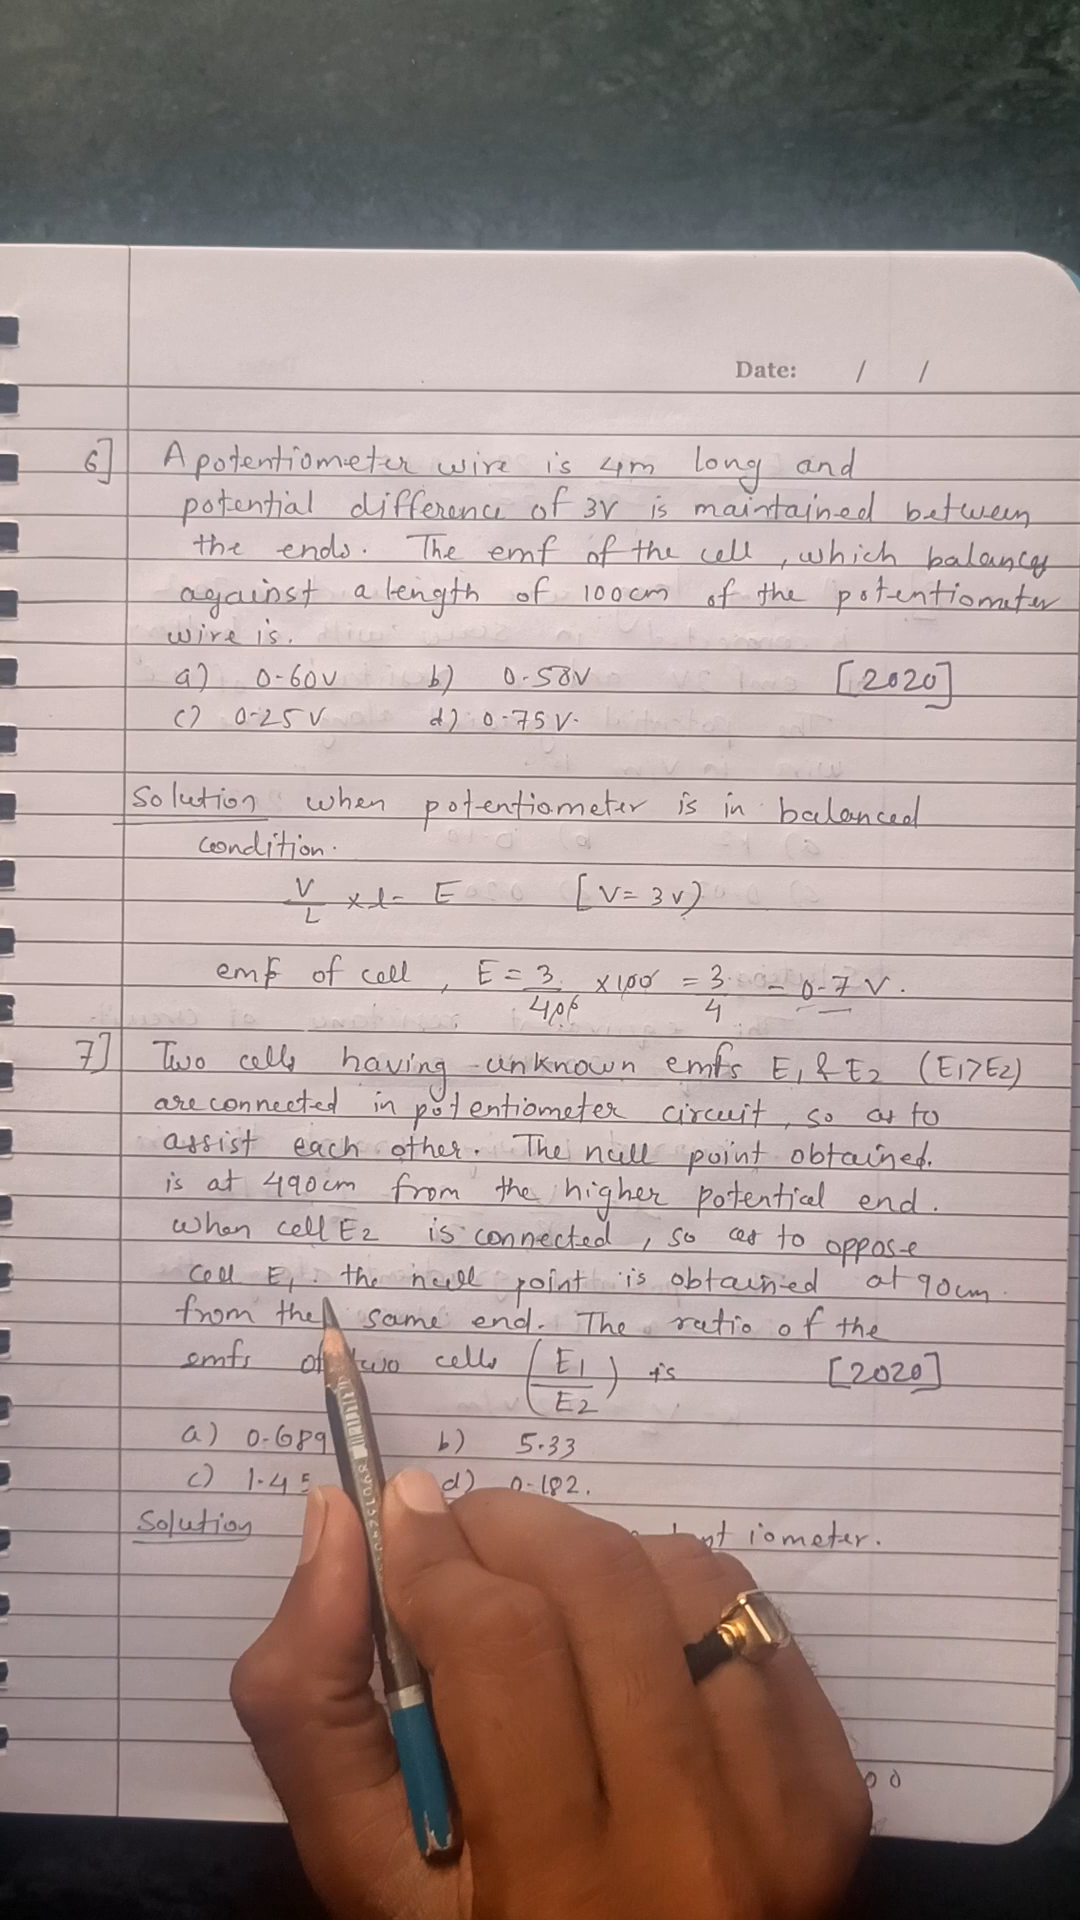 Date: / /
6] A potentiometer wire is 4m long and
potential difference of 3V is maintained between
the ends. The emf of the cell, which balances
against a length of 100cm of the potentiometer
wire is.
a) 0.60V b) 0.58V [2020]
c) 0.25V d) 0.75V.
Solution when potentiometer is in balanced
condition.
V/L × l = E [V = 3V)
emf of cell, E = 3/400 × 100 = 3/4 = 0.7 V.
7] Two cells having unknown emfs E1 & E2 (E1>E2)
are connected in potentiometer circuit, so as to
assist each other. The null point obtained.
is at 490cm from the higher potential end.
when cell E2 is connected, so as to oppose
cell E1. the null point is obtained at 90cm.
from the same end. The ratio of the
emfs of two cells (E1/E2) is [2020]
a) 0.689 b) 5.33
c) 1.45 d) 0.182.
Solution iometer.